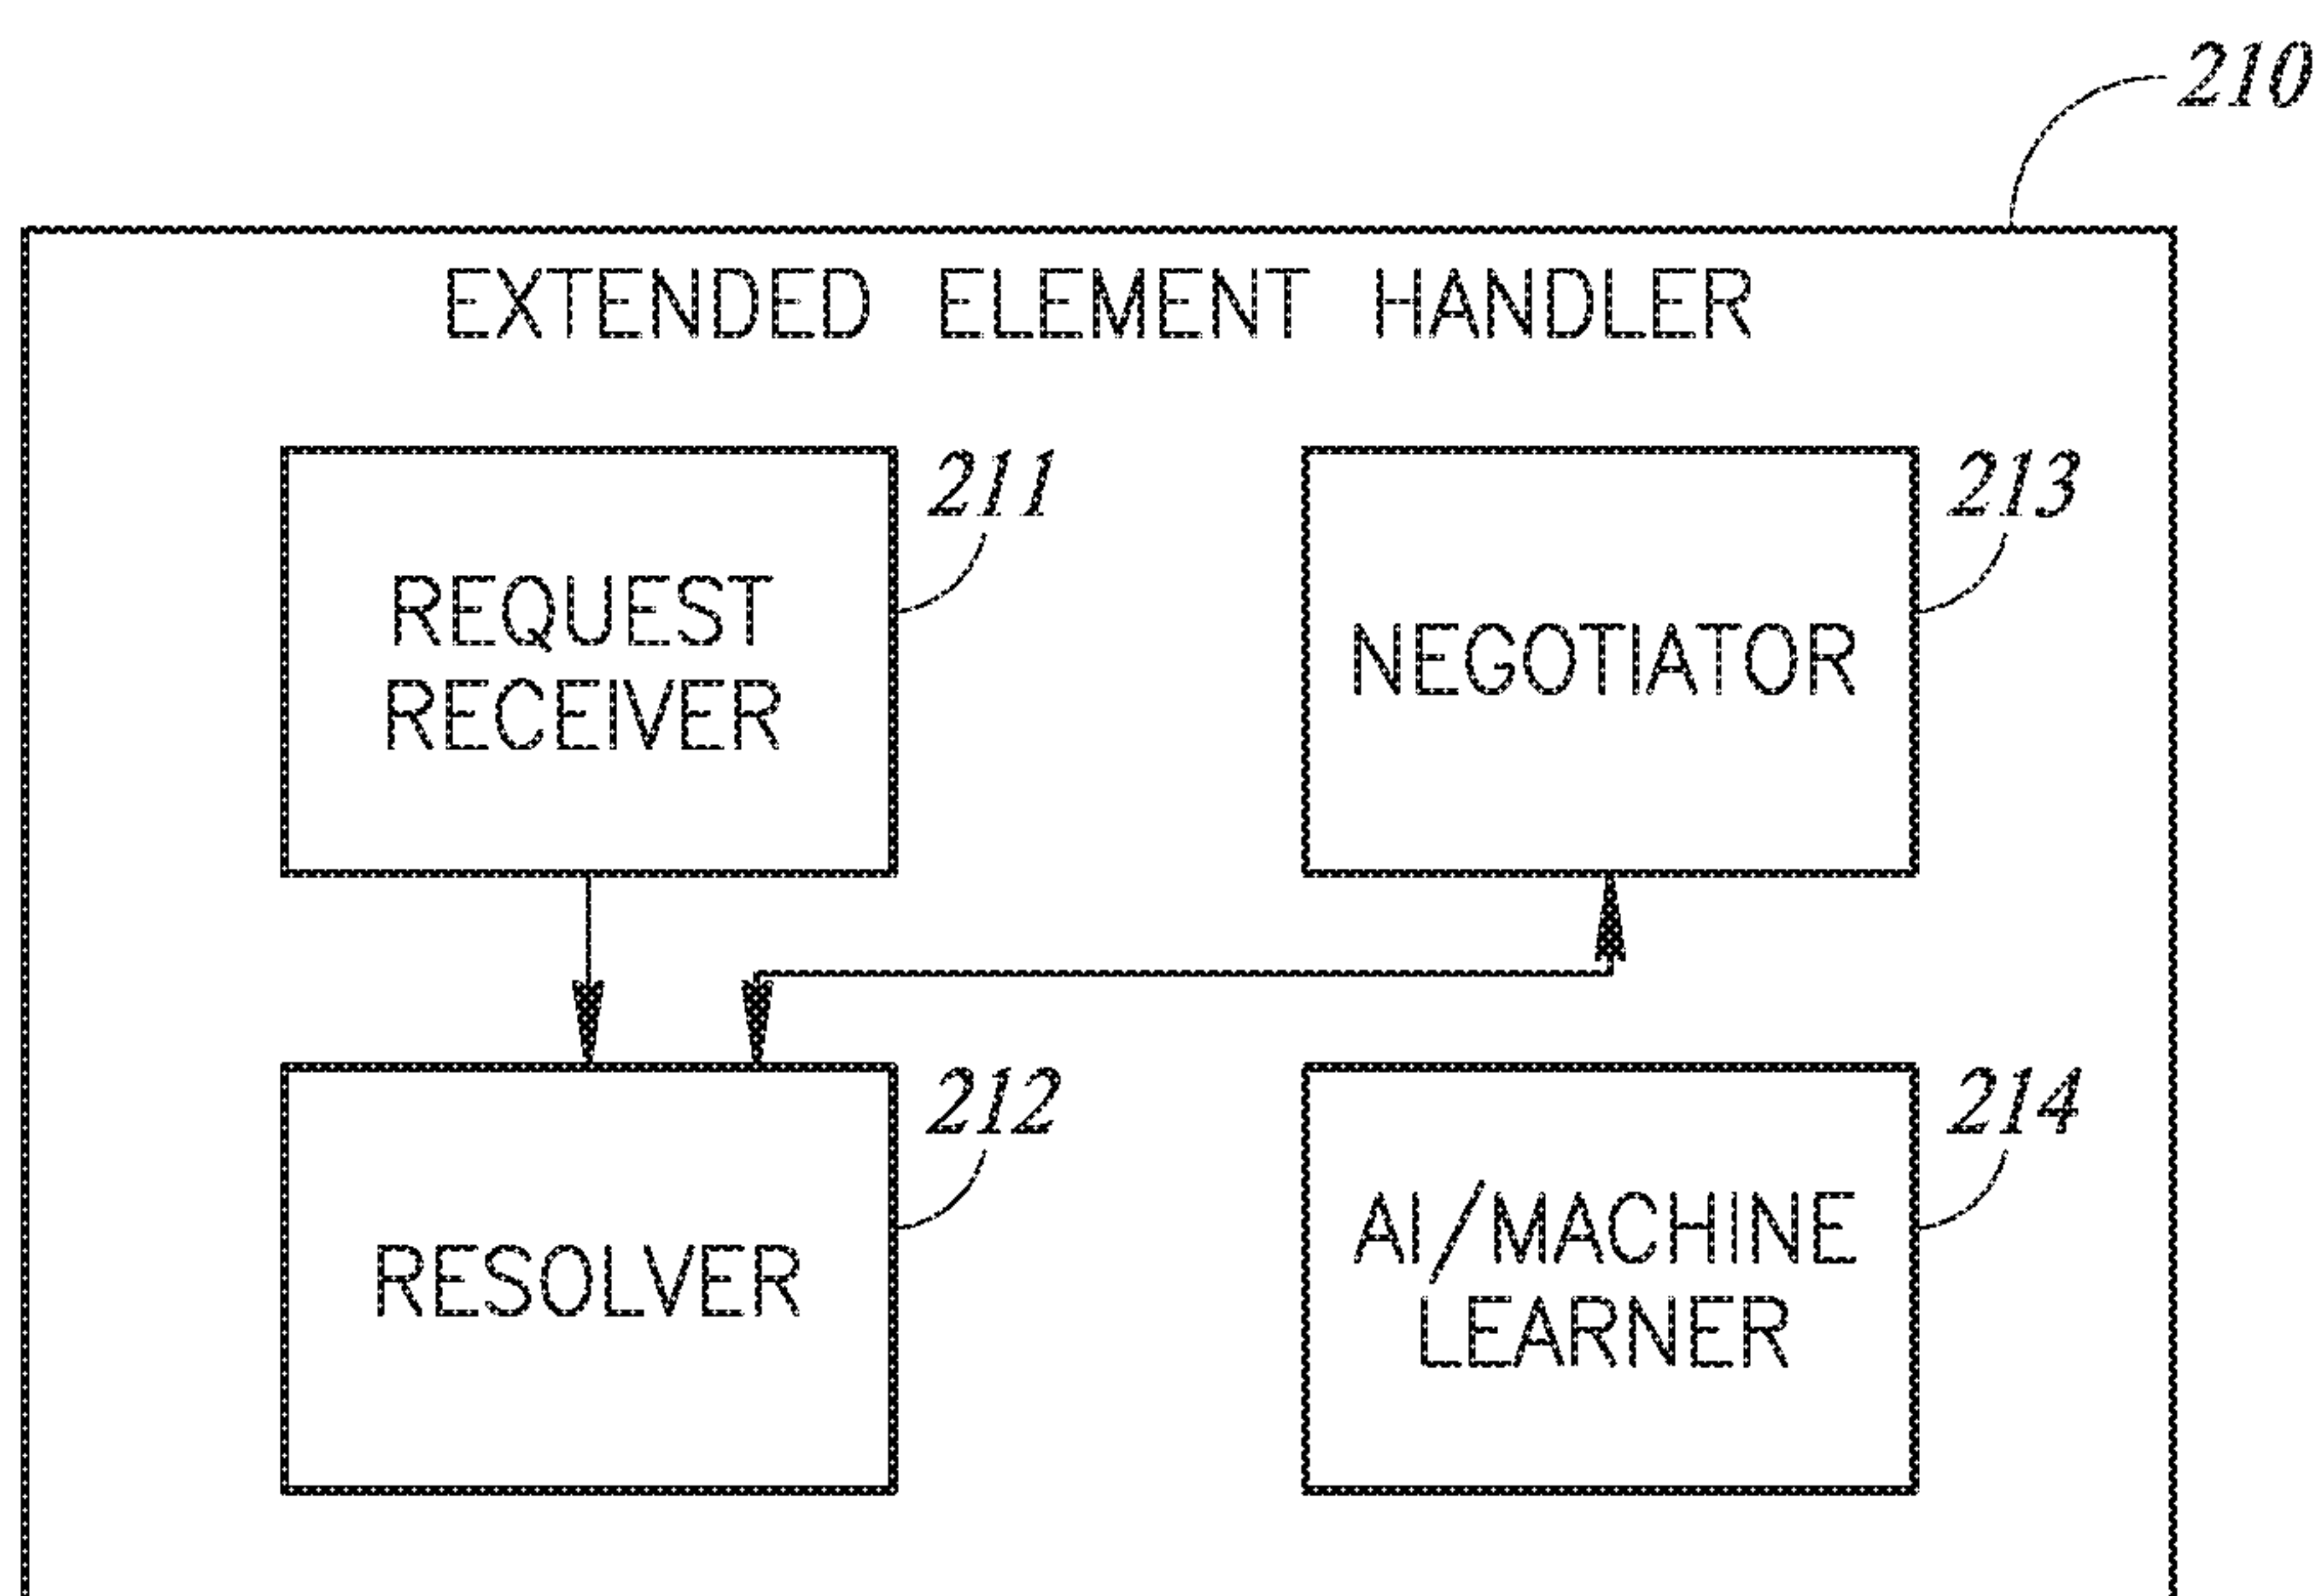 210
EXTENDED ELEMENT HANDLER
211
REQUEST
RECEIVER
213
NEGOTIATOR
212
RESOLVER
214
AI/MACHINE
LEARNER